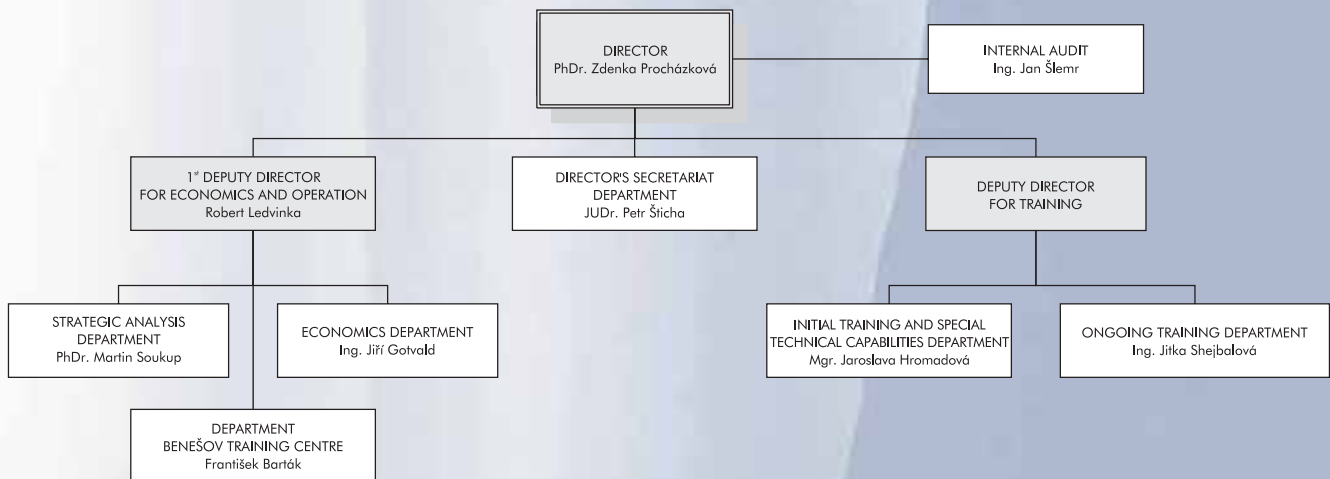 DIRECTOR
PhDr. Zdenka Procházková
INTERNAL AUDIT
Ing. Jan Šlemr
1st DEPUTY DIRECTOR
FOR ECONOMICS AND OPERATION
Robert Ledvinka
DIRECTOR'S SECRETARIAT
DEPARTMENT
JUDr. Petr Šticha
DEPUTY DIRECTOR
FOR TRAINING
STRATEGIC ANALYSIS
DEPARTMENT
PhDr. Martin Soukup
ECONOMICS DEPARTMENT
Ing. Jiří Gotvald
INITIAL TRAINING AND SPECIAL
TECHNICAL CAPABILITIES DEPARTMENT
Mgr. Jaroslava Hromadová
ONGOING TRAINING DEPARTMENT
Ing. Jitka Shejbalová
DEPARTMENT
BENEŠOV TRAINING CENTRE
František Barták